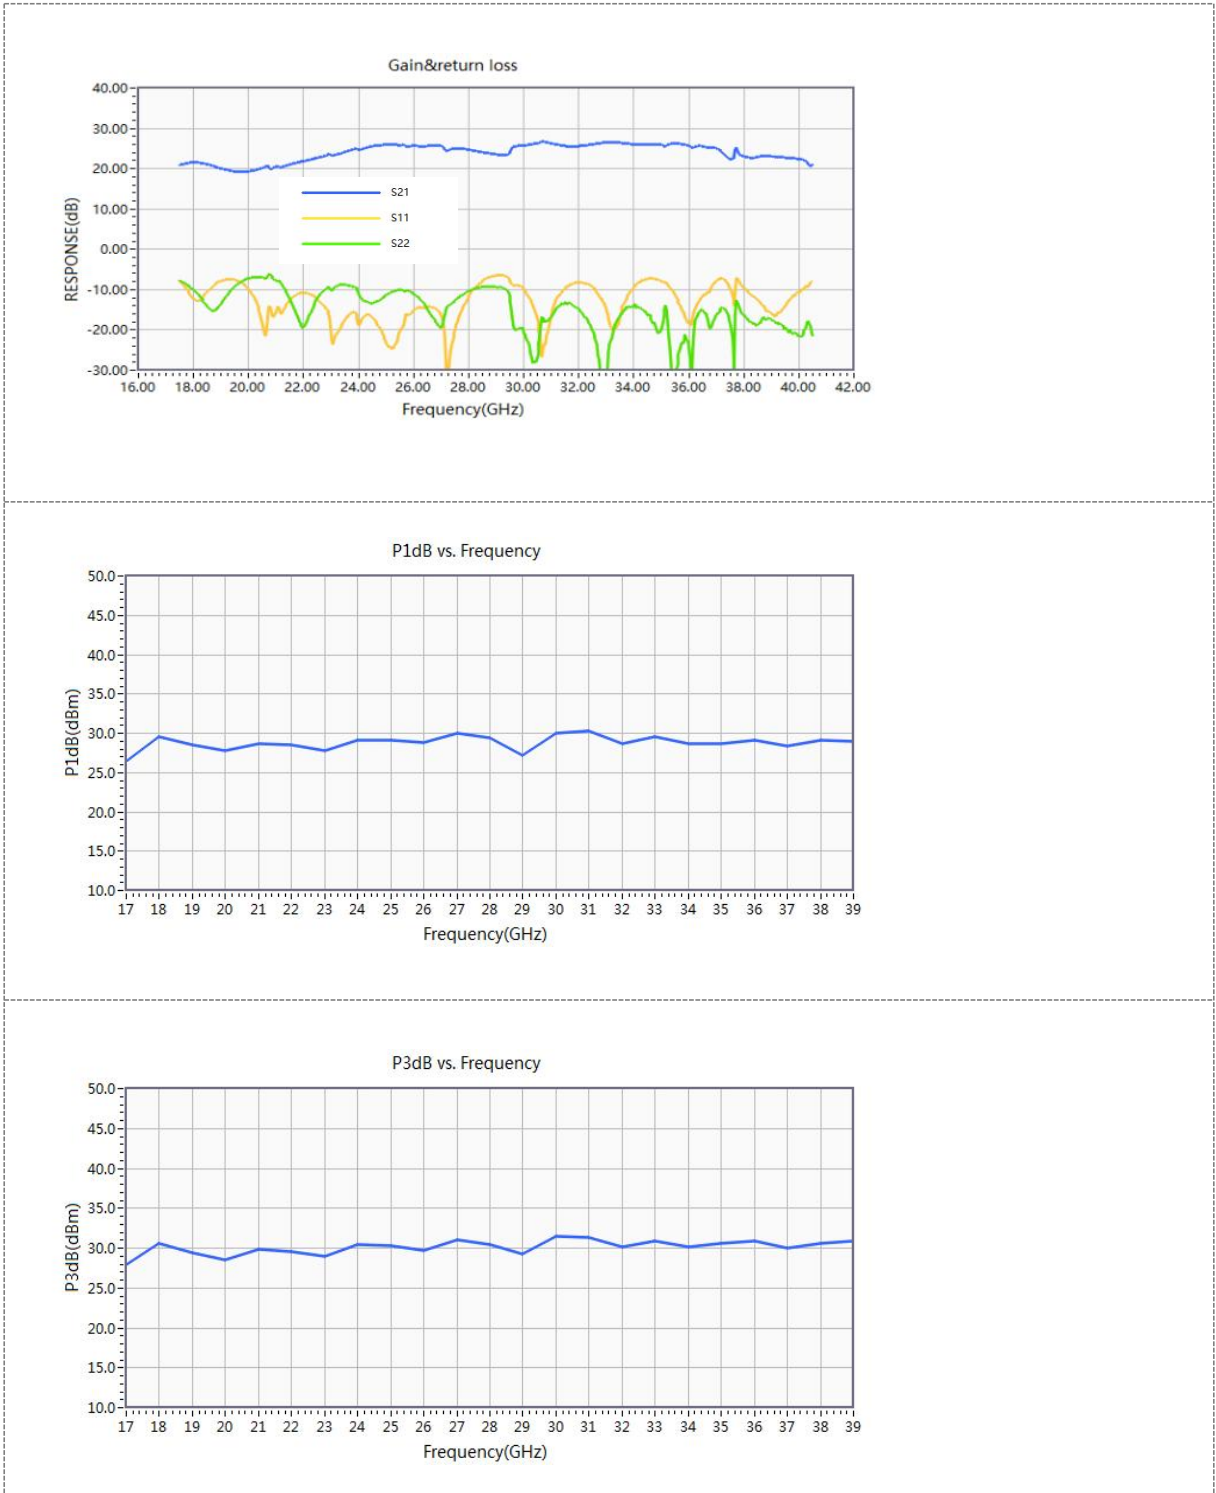 Gain&return loss
40.00
30.00
20.00
10.00
0.00
-10.00
-20.00
-30.00
RESPONSE(dB)
S21
S11
S22
16.00 18.00 20.00 22.00 24.00 26.00 28.00 30.00 32.00 34.00 36.00 38.00 40.00 42.00
Frequency(GHz)
P1dB vs. Frequency
50.0
45.0
40.0
35.0
30.0
25.0
20.0
15.0
10.0
P1dB(dBm)
17 18 19 20 21 22 23 24 25 26 27 28 29 30 31 32 33 34 35 36 37 38 39
Frequency(GHz)
P3dB vs. Frequency
50.0
45.0
40.0
35.0
30.0
25.0
20.0
15.0
10.0
P3dB(dBm)
17 18 19 20 21 22 23 24 25 26 27 28 29 30 31 32 33 34 35 36 37 38 39
Frequency(GHz)